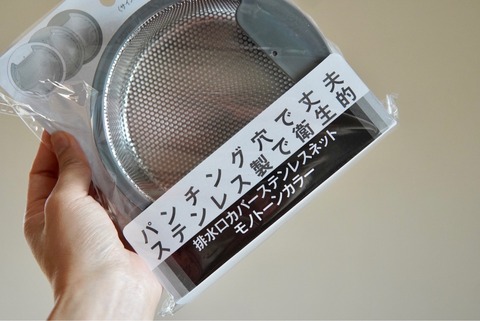 パンチング穴で丈夫
ステンレス製で衛生的
排水口カバーステンレスネット
モノトーンカラー